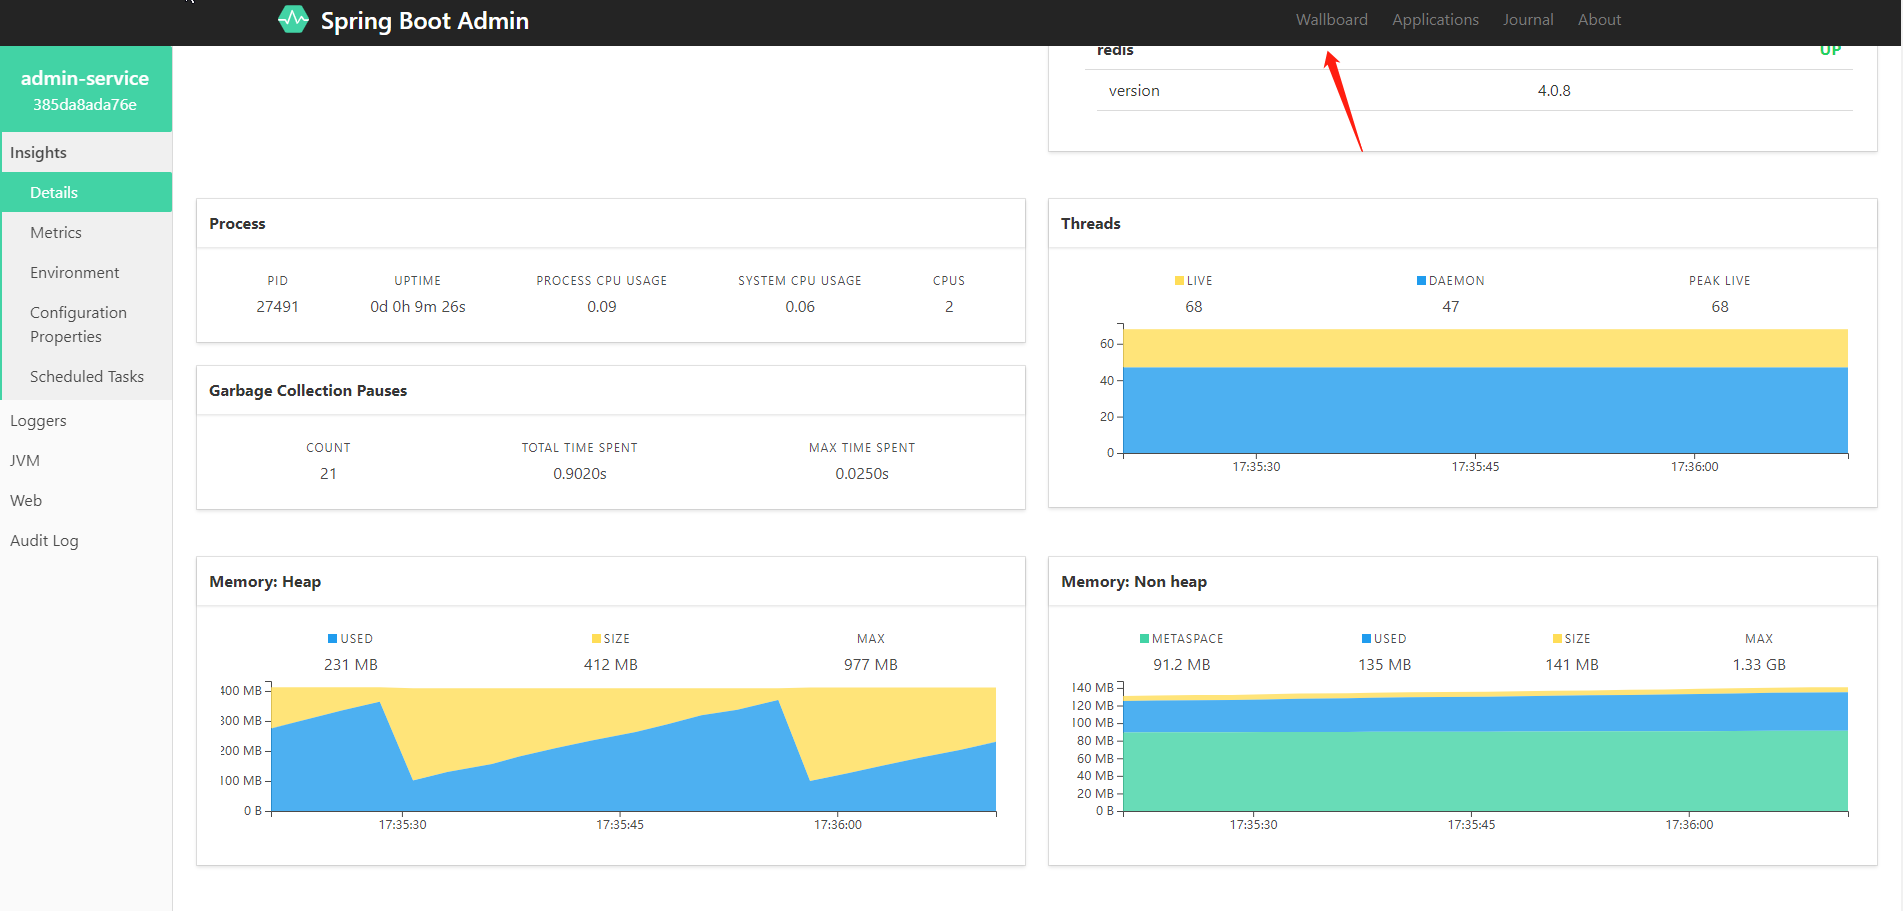 Spring Boot Admin
Wallboard Applications Journal About
admin-service
385da8ada76e
Insights
Details
Metrics
Environment
Configuration
Properties
Scheduled Tasks
Loggers
JVM
Web
Audit Log
redis UP
version 4.0.8
Process
PID UPTIME PROCESS CPU USAGE SYSTEM CPU USAGE CPUS
27491 0d 0h 9m 26s 0.09 0.06 2
Threads
LIVE DAEMON PEAK LIVE
68 47 68
60
40
20
0
17:35:30 17:35:45 17:36:00
Garbage Collection Pauses
COUNT TOTAL TIME SPENT MAX TIME SPENT
21 0.9020s 0.0250s
Memory: Heap
USED SIZE MAX
231 MB 412 MB 977 MB
400 MB
300 MB
200 MB
100 MB
0 B
17:35:30 17:35:45 17:36:00
Memory: Non heap
METASPACE USED SIZE MAX
91.2 MB 135 MB 141 MB 1.33 GB
140 MB
120 MB
100 MB
80 MB
60 MB
40 MB
20 MB
0 B
17:35:30 17:35:45 17:36:00